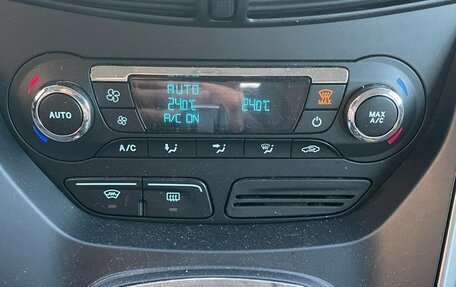 AUTO
24.0°C 24.0°C
A/C ON
MAX
AUTO
MAX
A/C
A/C